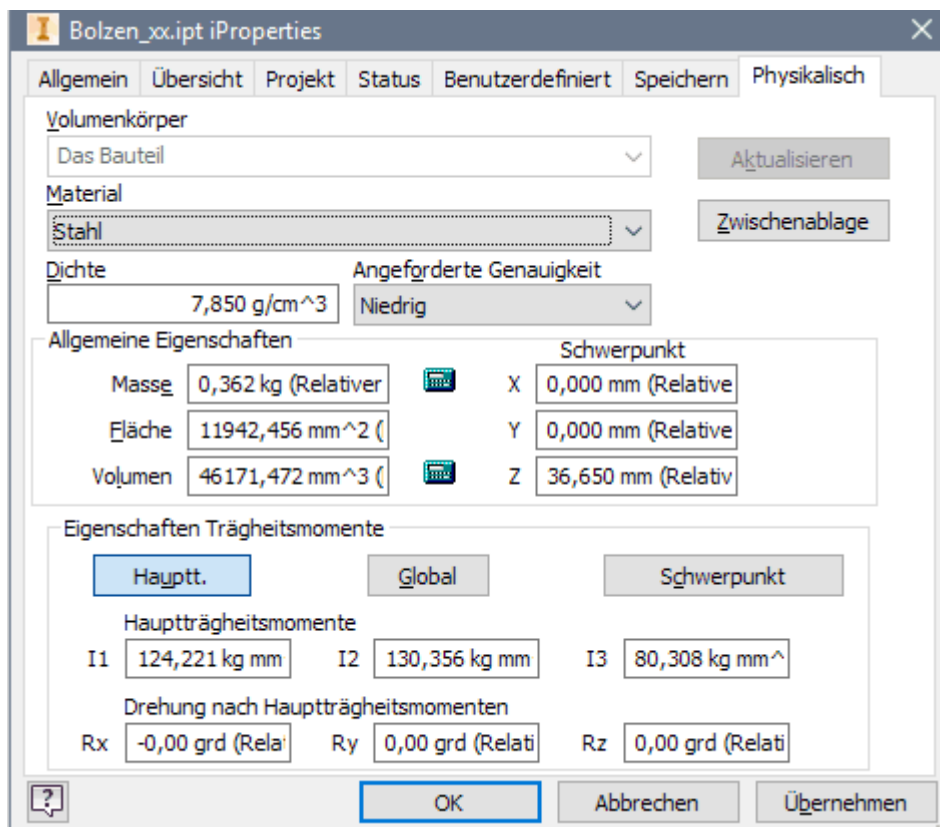 Bolzen_xx.ipt iProperties
Allgemein Übersicht Projekt Status Benutzerdefiniert Speichern Physikalisch
Volumenkörper
Das Bauteil
Aktualisieren
Material
Stahl
Zwischenablage
Dichte Angeforderte Genauigkeit
7,850 g/cm^3 Niedrig
Allgemeine Eigenschaften
Schwerpunkt
Masse 0,362 kg (Relativer X 0,000 mm (Relative
Fläche 11942,456 mm^2 ( Y 0,000 mm (Relative
Volumen 46171,472 mm^3 ( Z 36,650 mm (Relativ
Eigenschaften Trägheitsmomente
Hauptt. Global Schwerpunkt
Hauptträgheitsmomente
I1 124,221 kg mm I2 130,356 kg mm I3 80,308 kg mm^
Drehung nach Hauptträgheitsmomenten
Rx -0,00 grd (Relat Ry 0,00 grd (Relati Rz 0,00 grd (Relati
? OK Abbrechen Übernehmen